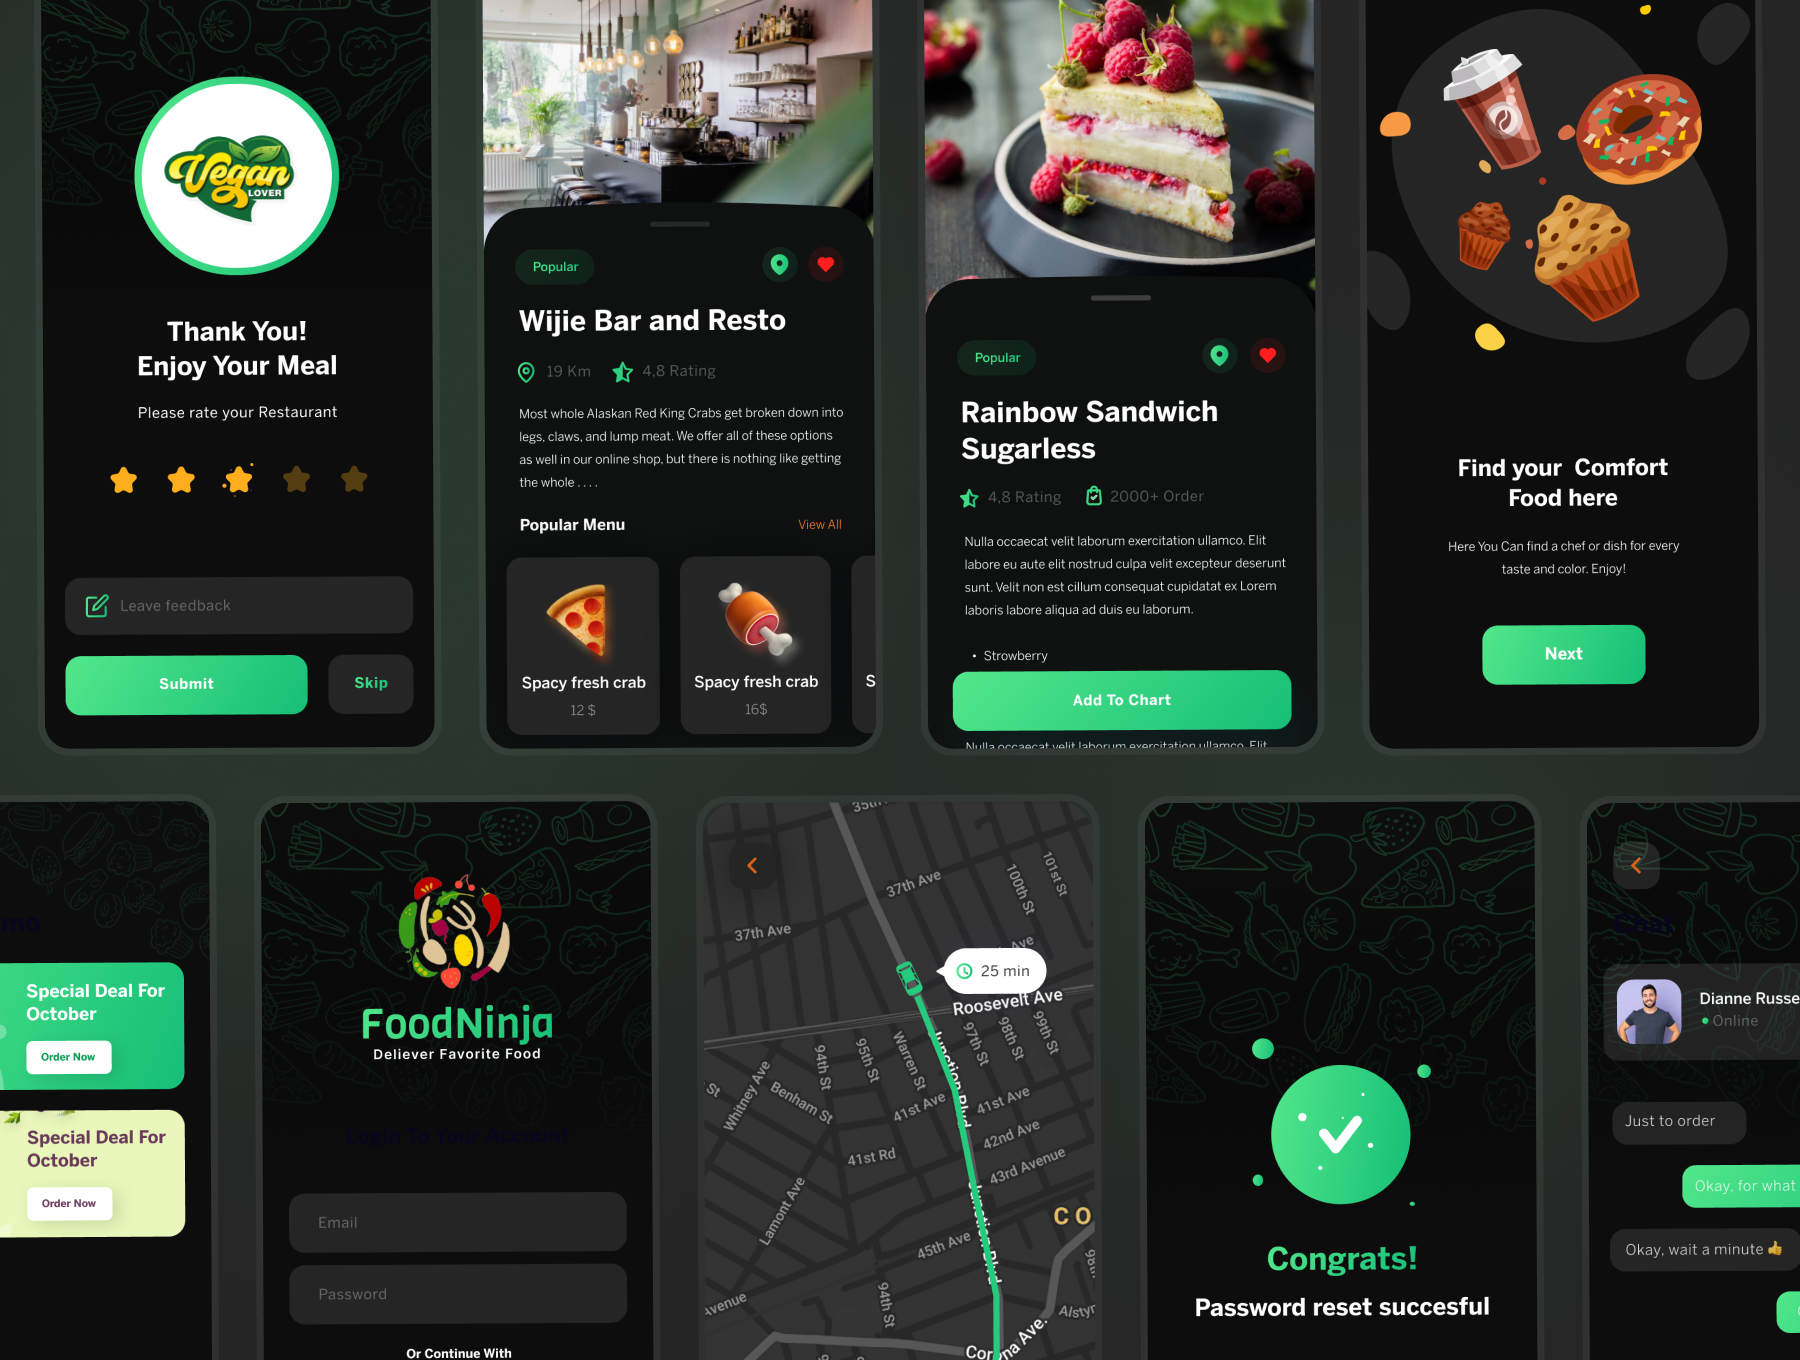 Vegan
LOVER
Thank You!
Enjoy Your Meal
Please rate your Restaurant
Leave feedback
Submit
Skip
Popular
Wijie Bar and Resto
19 Km
4,8 Rating
Most whole Alaskan Red King Crabs get broken down into
legs, claws, and lump meat. We offer all of these options
as well in our online shop, but there is nothing like getting
the whole . . . .
Popular Menu
View All
Spacy fresh crab
12 $
Spacy fresh crab
16$
S
Popular
Rainbow Sandwich
Sugarless
4,8 Rating
2000+ Order
Nulla occaecat velit laborum exercitation ullamco. Elit
labore eu aute elit nostrud culpa velit excepteur deserunt
sunt. Velit non est cillum consequat cupidatat ex Lorem
laboris labore aliqua ad duis eu laborum.
• Strowberry
Add To Chart
Nulla occaecat velit laborum exercitation ullamco. Elit
Find your Comfort
Food here
Here You Can find a chef or dish for every
taste and color. Enjoy!
Next
mo
Special Deal For
October
Order Now
Special Deal For
October
Order Now
FoodNinja
Deliever Favorite Food
Login To Your Account
Email
Password
Or Continue With
35th
37th Ave
37th Ave
100th St
101st St
Ave
25 min
Roosevelt Ave
94th St
95th St
Warren St
Junction Blvd
97th St
98th St
99th St
St
Whitney Ave
Benham St
41st Ave
41st Ave
42nd Ave
41st Rd
43rd Avenue
Lamont Ave
Junction Blvd
C O
45th Ave
98th
94th St
Avenue
Alstyn
Corona Ave.
Congrats!
Password reset succesful
Chat
Dianne Russe
Online
Just to order
Okay, for what
Okay, wait a minute 👍